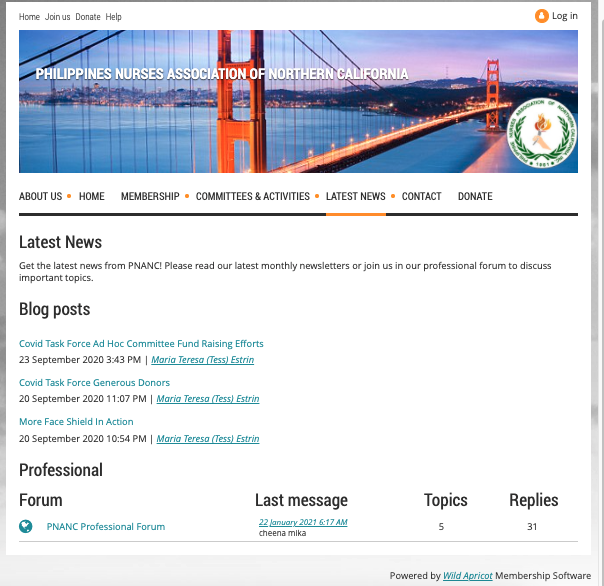 Home Join us Donate Help
Log in
PHILIPPINES NURSES ASSOCIATION OF NORTHERN CALIFORNIA
ABOUT US HOME MEMBERSHIP COMMITTEES & ACTIVITIES LATEST NEWS CONTACT DONATE
Latest News
Get the latest news from PNANC! Please read our latest monthly newsletters or join us in our professional forum to discuss
important topics.
Blog posts
Covid Task Force Ad Hoc Committee Fund Raising Efforts
23 September 2020 3:43 PM | Maria Teresa (Tess) Estrin
Covid Task Force Generous Donors
20 September 2020 11:07 PM | Maria Teresa (Tess) Estrin
More Face Shield In Action
20 September 2020 10:54 PM | Maria Teresa (Tess) Estrin
Professional
Forum Last message Topics Replies
PNANC Professional Forum 22 January 2021 6:17 AM 5 31
cheena mika
Powered by Wild Apricot Membership Software